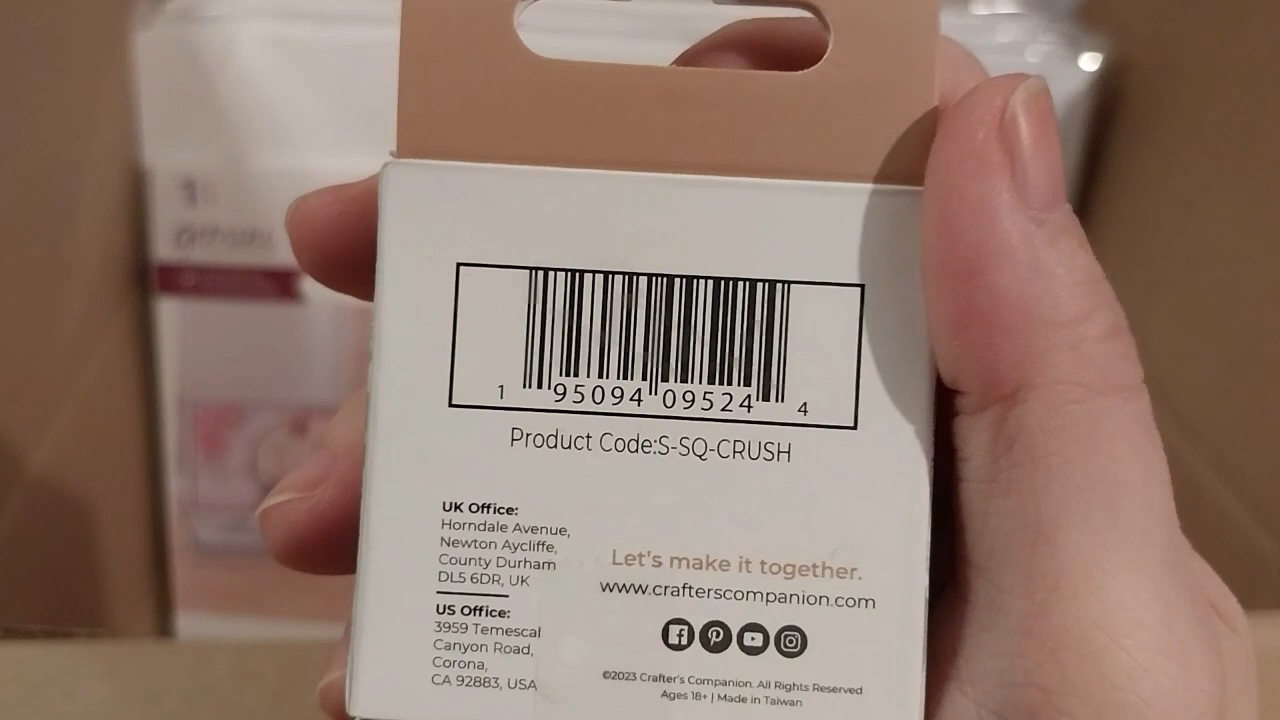 1 95094 09524 4
Product Code:S-SQ-CRUSH
UK Office:
Horndale Avenue,
Newton Aycliffe,
County Durham
DL5 6DR, UK
US Office:
3959 Temescal
Canyon Road,
Corona,
CA 92883, USA
Let's make it together.
www.crafterscompanion.com
©2023 Crafter's Companion. All Rights Reserved
Ages 18+ | Made in Taiwan